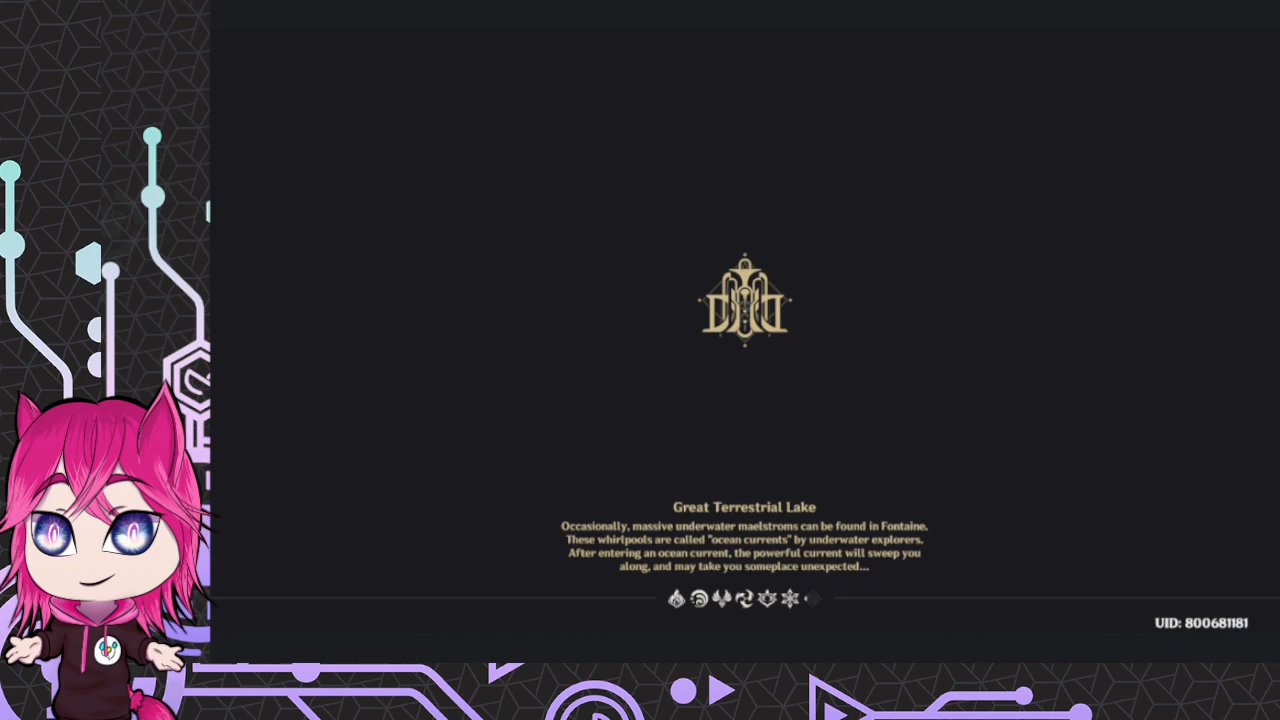 Great Terrestrial Lake
Occasionally, massive underwater maelstroms can be found in Fontaine.
These whirlpools are called "ocean currents" by underwater explorers.
After entering an ocean current, the powerful current will sweep you
along, and may take you someplace unexpected...
UID: 800681181